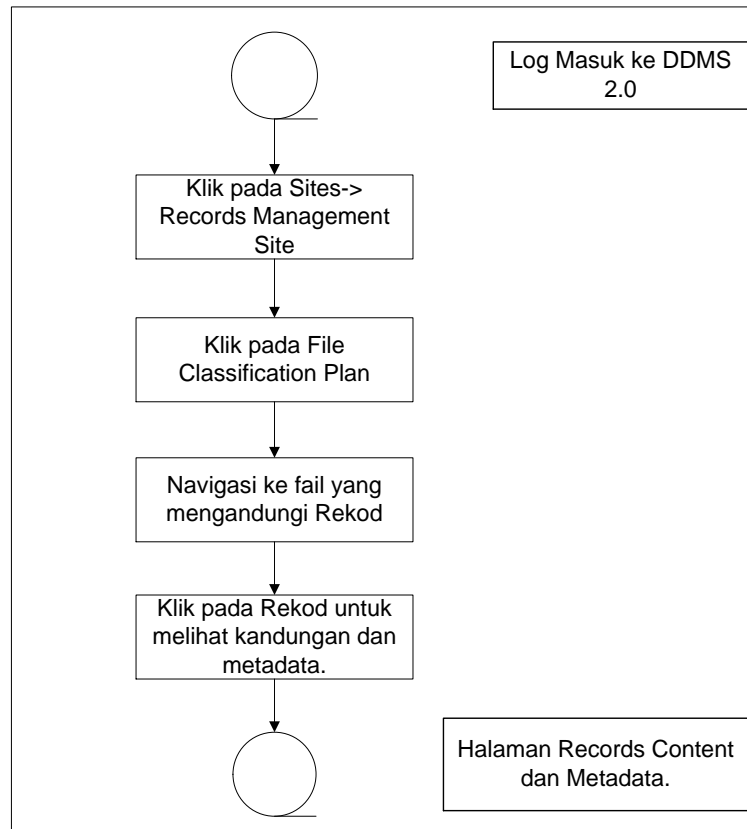 Log Masuk ke DDMS
2.0
Klik pada Sites->
Records Management
Site
Klik pada File
Classification Plan
Navigasi ke fail yang
mengandungi Rekod
Klik pada Rekod untuk
melihat kandungan dan
metadata.
Halaman Records Content
dan Metadata.